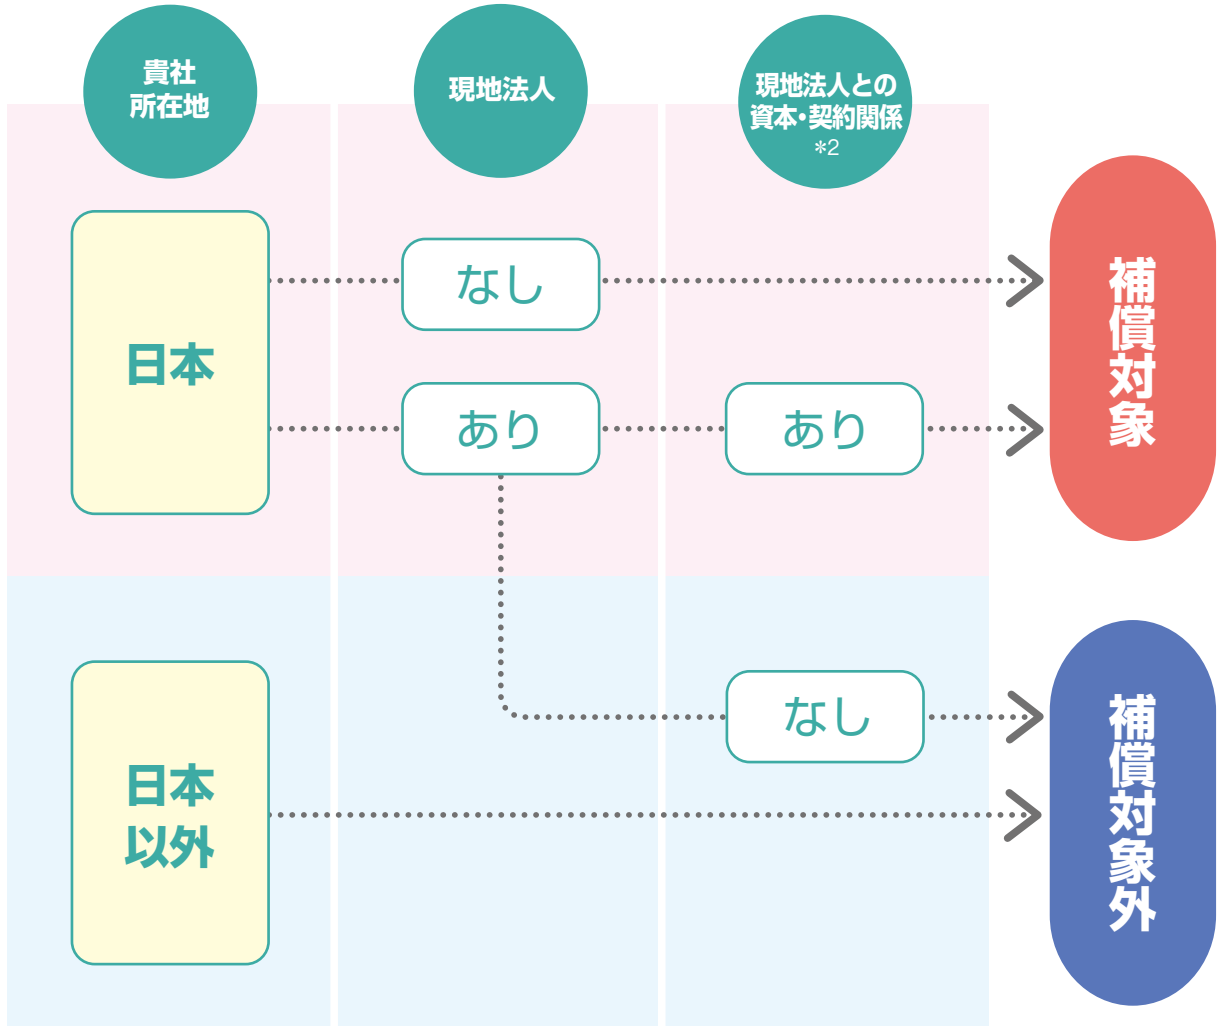 貴社
所在地
現地法人
現地法人との
資本・契約関係
*2
日本
なし
あり
あり
補償対象
日本
以外
なし
補償対象外